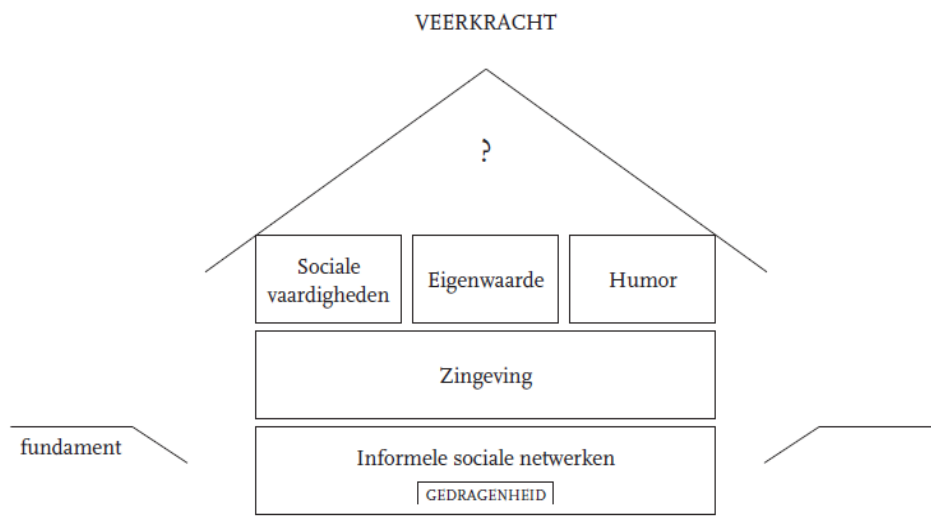 VEERKRACHT
?
Sociale
vaardigheden
Eigenwaarde
Humor
Zingeving
fundament
Informele sociale netwerken
GEDRAGENHEID